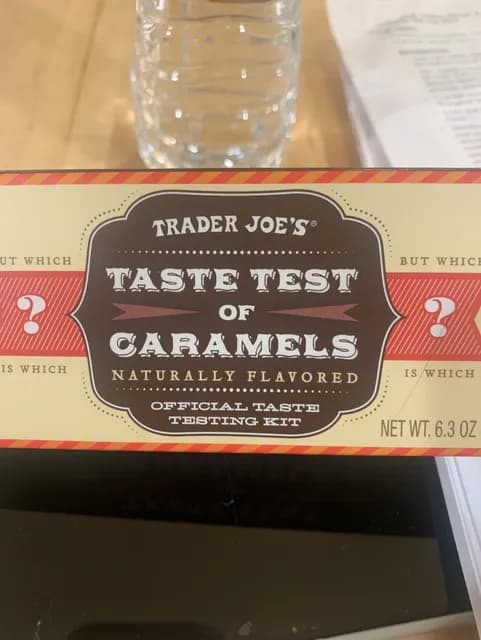 TRADER JOE'S®
UT WHICH
BUT WHICH
TASTE TEST
?
?
OF
CARAMELS
IS WHICH
IS WHICH
NATURALLY FLAVORED
OFFICIAL TASTE
TESTING KIT
NET WT. 6.3 OZ